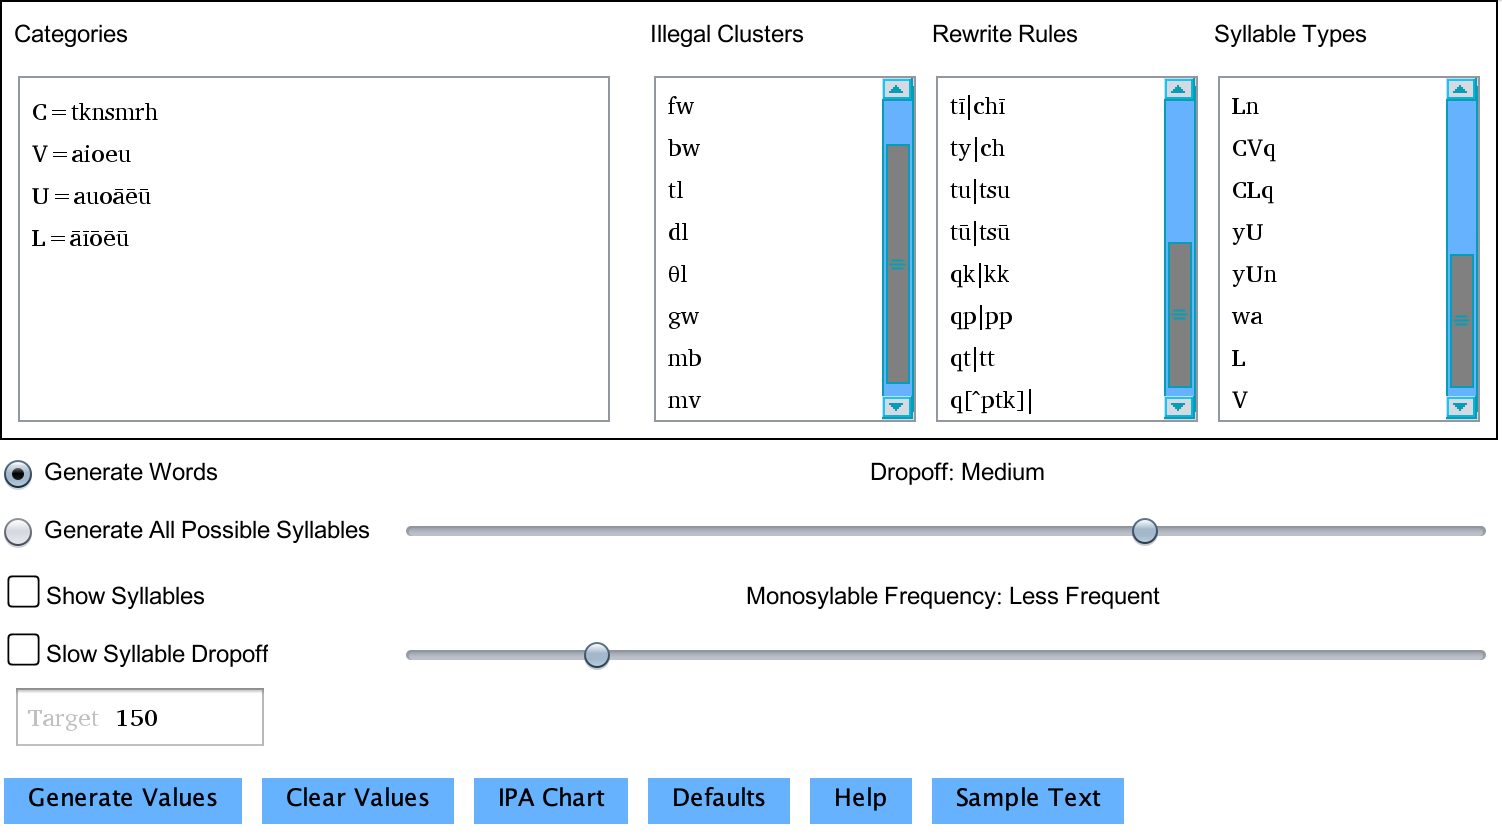 Categories
C = tknsmrh
V = aioeu
U = auoāēū
L = āīōēū
Illegal Clusters
fw
bw
tl
dl
θl
gw
mb
mv
Rewrite Rules
tī|chī
ty|ch
tu|tsu
tū|tsū
qk|kk
qp|pp
qt|tt
q[^ptk]|
Syllable Types
Ln
CVq
CLq
yU
yUn
wa
L
V
Generate Words
Generate All Possible Syllables
Show Syllables
Slow Syllable Dropoff
Dropoff: Medium
Monosylable Frequency: Less Frequent
Target 150
Generate Values
Clear Values
IPA Chart
Defaults
Help
Sample Text